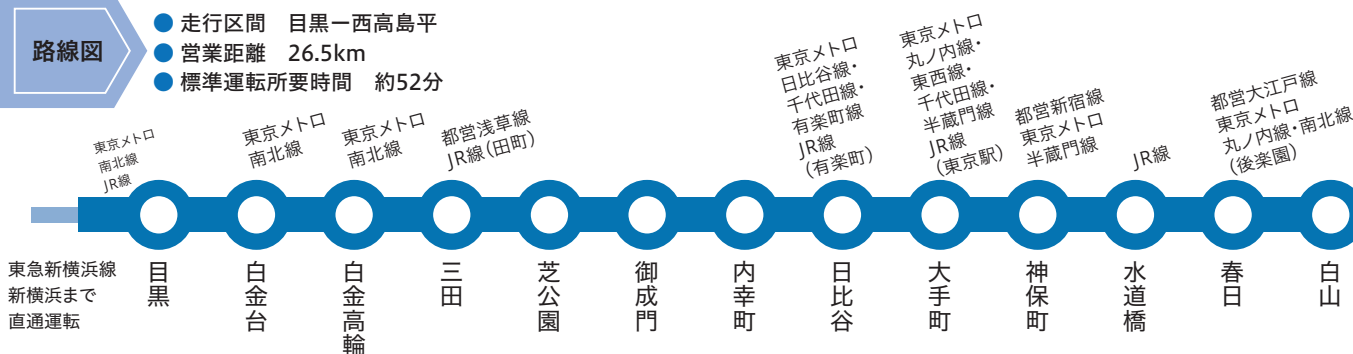 路線図
● 走行区間　目黒ー西高島平
● 営業距離　26.5km
● 標準運転所要時間　約52分
東京メトロ
南北線
JR線
東京メトロ
南北線
東京メトロ
南北線
都営浅草線
JR線(田町)
東京メトロ
日比谷線・
千代田線・
有楽町線
JR線
(有楽町)
東京メトロ
丸ノ内線・
東西線・
千代田線・
半蔵門線
JR線
(東京駅)
都営新宿線
東京メトロ
半蔵門線
JR線
都営大江戸線
東京メトロ
丸ノ内線・南北線
(後楽園)
東急新横浜線
新横浜まで
直通運転
目黒
白金台
白金高輪
三田
芝公園
御成門
内幸町
日比谷
大手町
神保町
水道橋
春日
白山